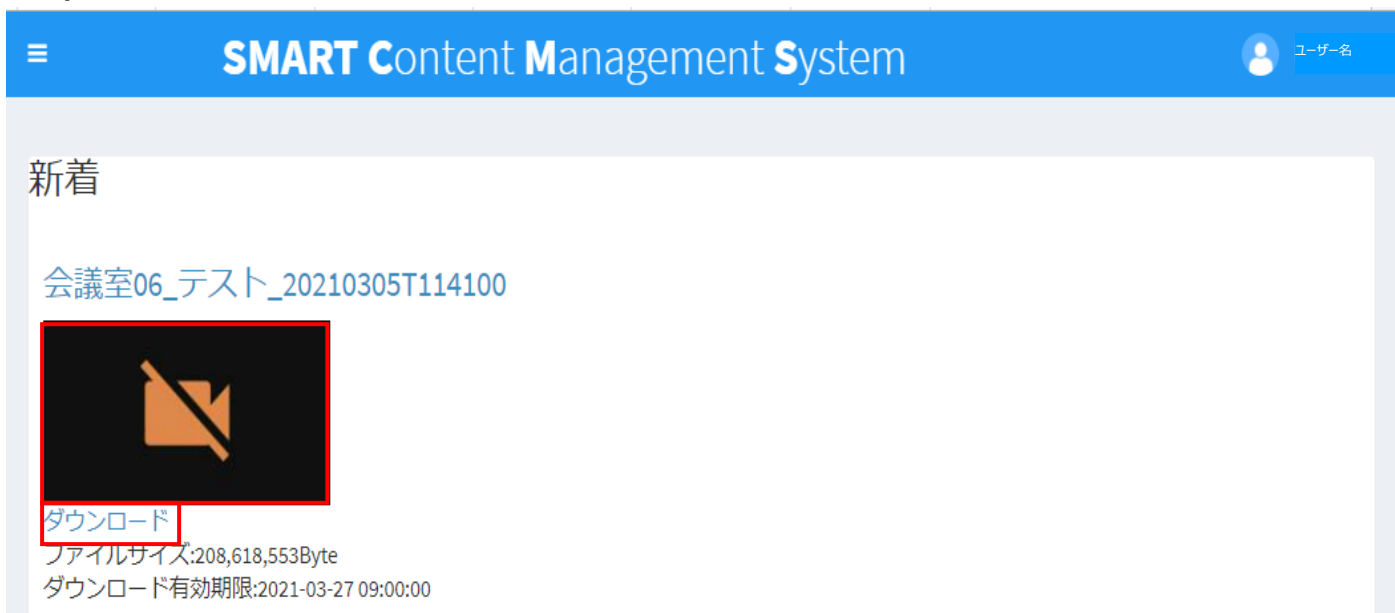 SMART Content Management System
ユーザー名
新着
会議室06_テスト_20210305T114100
ダウンロード
ファイルサイズ:208,618,553Byte
ダウンロード有効期限:2021-03-27 09:00:00